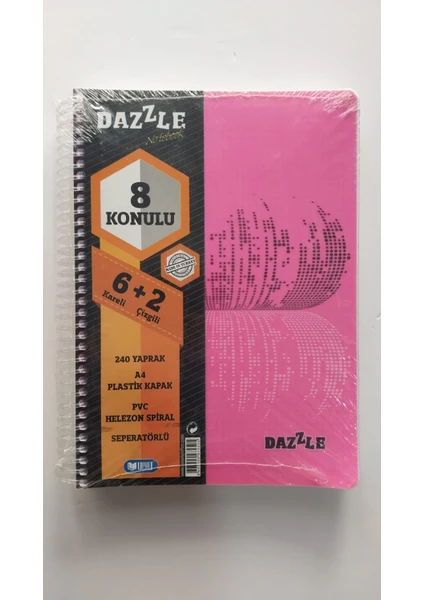 DAZZLE
Notebook
8
KONULU
6+2
Kareli Çizgili
240 YAPRAK
A4
PLASTİK KAPAK
PVC
HELEZON SPİRAL
SEPERATÖRLÜ
DAZZLE